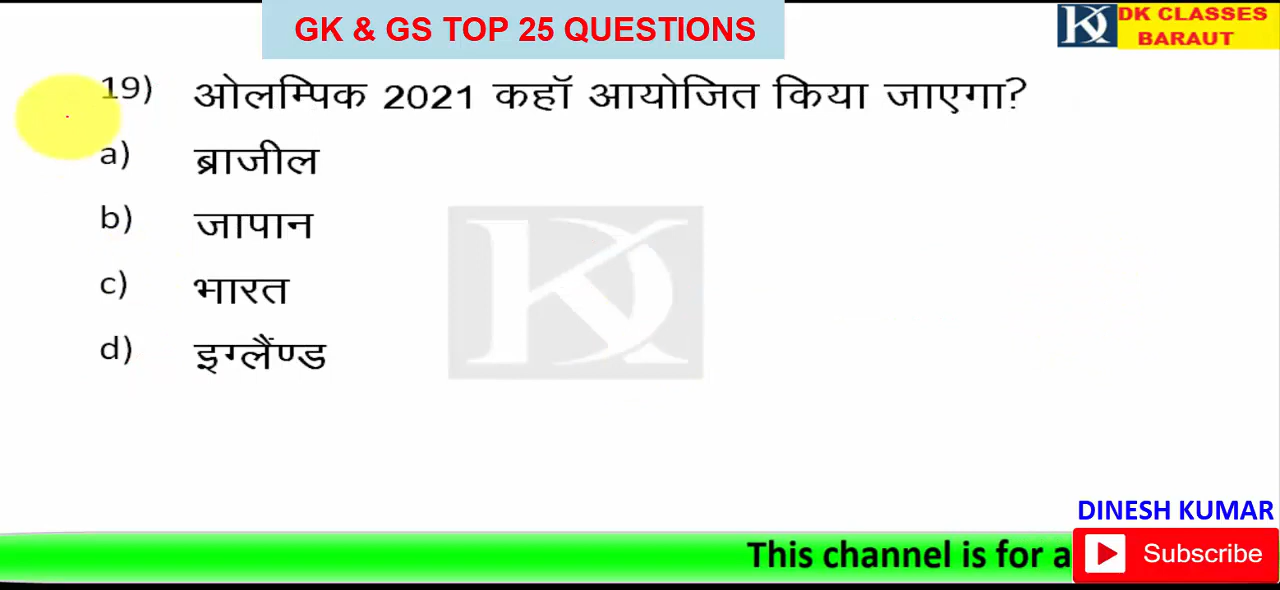 GK & GS TOP 25 QUESTIONS
DK CLASSES
BARAUT
19) ओलम्पिक 2021 कहॉ आयोजित किया जाएगा?
a) ब्राजील
b) जापान
c) भारत
d) इग्लैंण्ड
DINESH KUMAR
This channel is for a
Subscribe